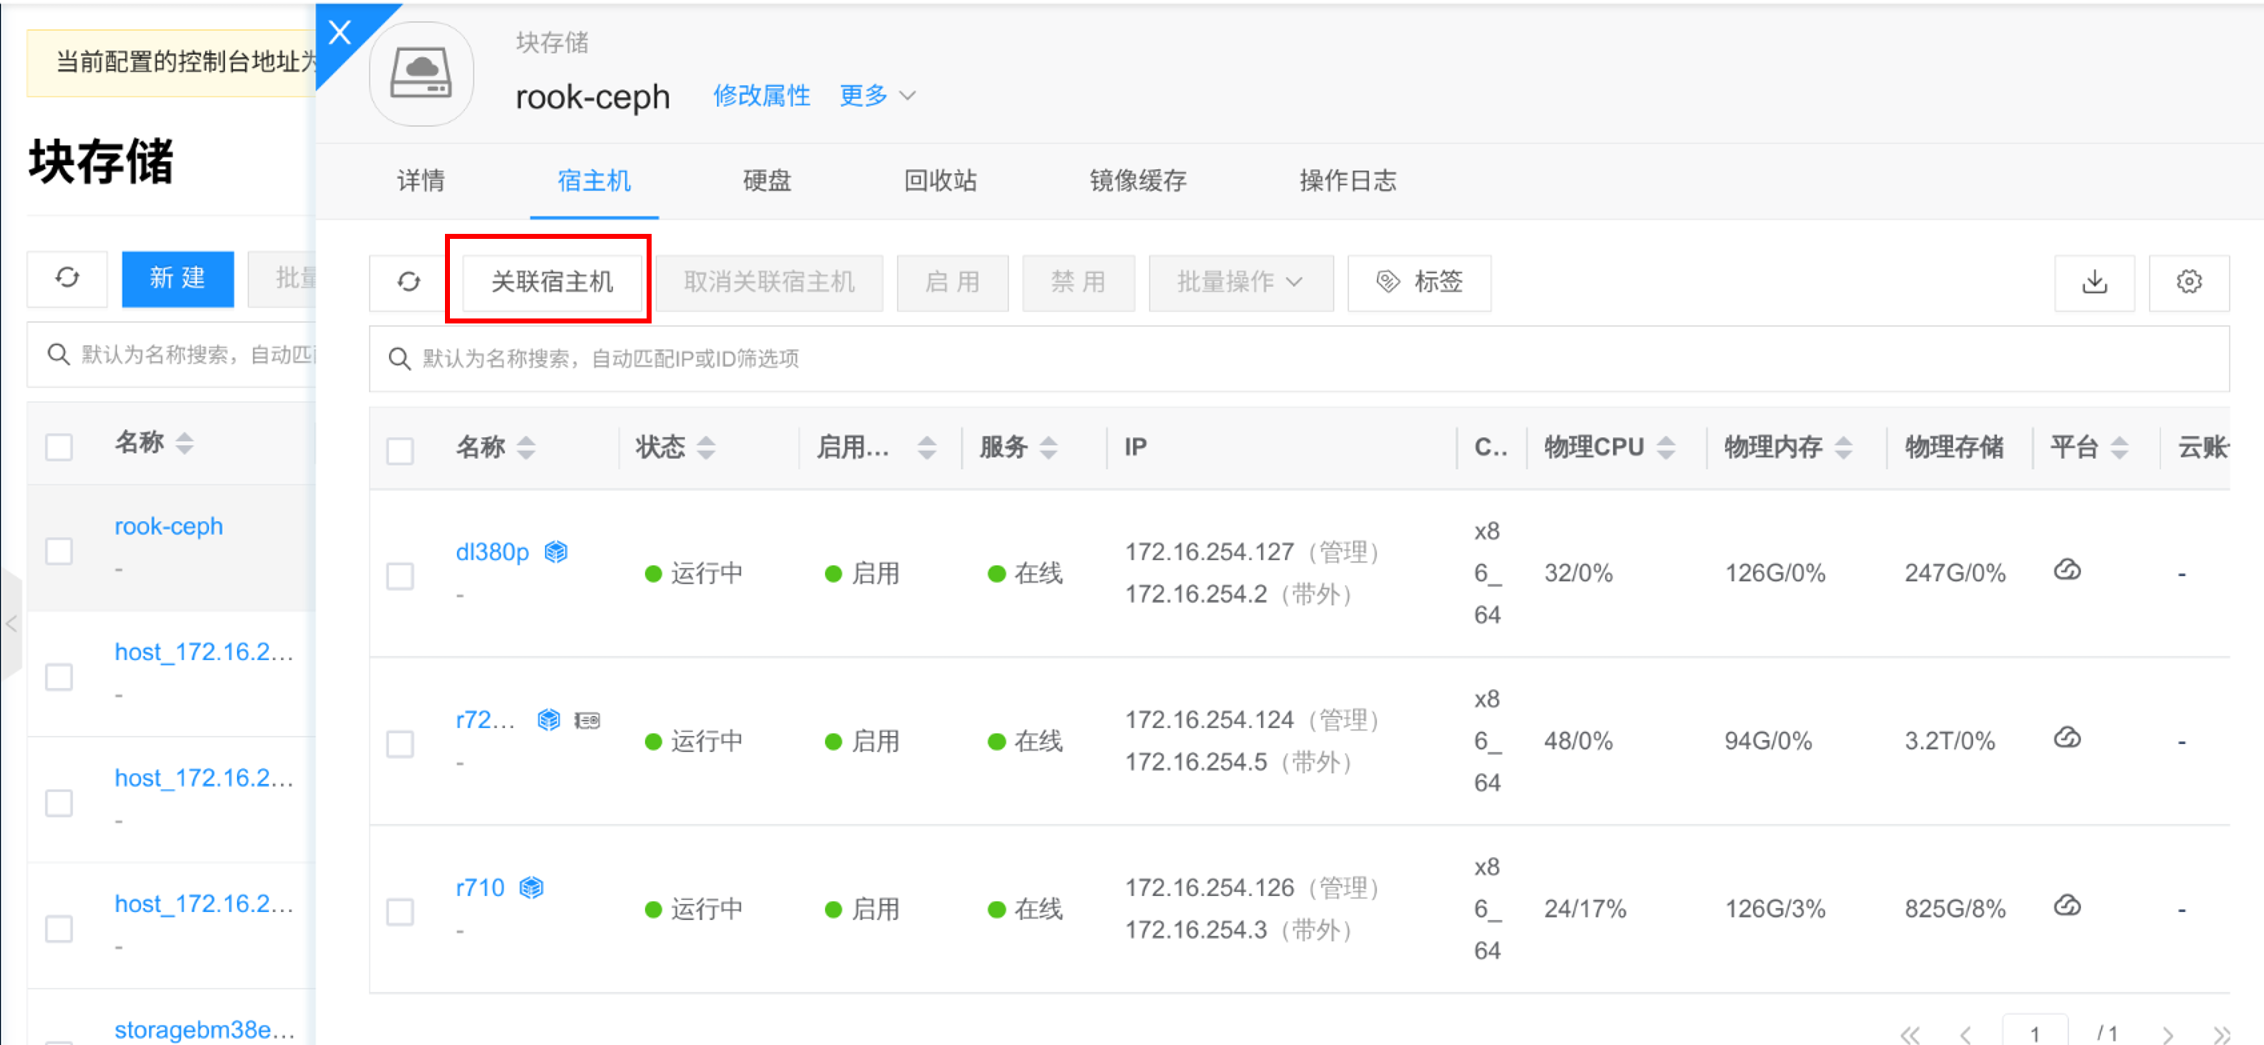 当前配置的控制台地址为
块存储
新 建
批量
默认为名称搜索，自动匹
名称
rook-ceph
-
host_172.16.2...
-
host_172.16.2...
-
host_172.16.2...
-
storagebm38e...
X
块存储
rook-ceph 修改属性 更多
详情 宿主机 硬盘 回收站 镜像缓存 操作日志
关联宿主机 取消关联宿主机 启 用 禁 用 批量操作 标签
默认为名称搜索，自动匹配IP或ID筛选项
名称 状态 启用... 服务 IP C.. 物理CPU 物理内存 物理存储 平台 云账
dl380p
-
运行中 启用 在线
172.16.254.127（管理）
172.16.254.2（带外）
x8
6_
64
32/0% 126G/0% 247G/0% -
r72...
-
运行中 启用 在线
172.16.254.124（管理）
172.16.254.5（带外）
x8
6_
64
48/0% 94G/0% 3.2T/0% -
r710
-
运行中 启用 在线
172.16.254.126（管理）
172.16.254.3（带外）
x8
6_
64
24/17% 126G/3% 825G/8% -
1 / 1